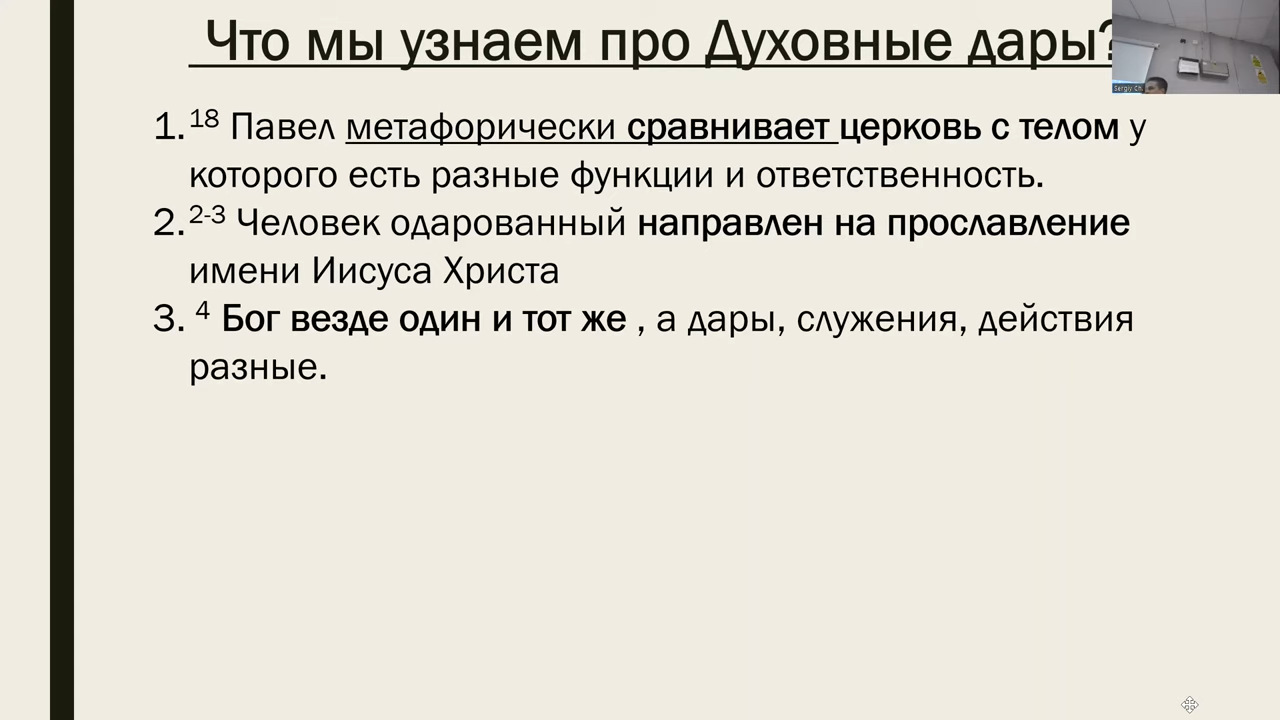 Что мы узнаем про Духовные дары?
1. 18 Павел метафорически сравнивает церковь с телом у
которого есть разные функции и ответственность.
2. 2-3 Человек одарованный направлен на прославление
имени Иисуса Христа
3. 4 Бог везде один и тот же , а дары, служения, действия
разные.
Sergiy Ch.